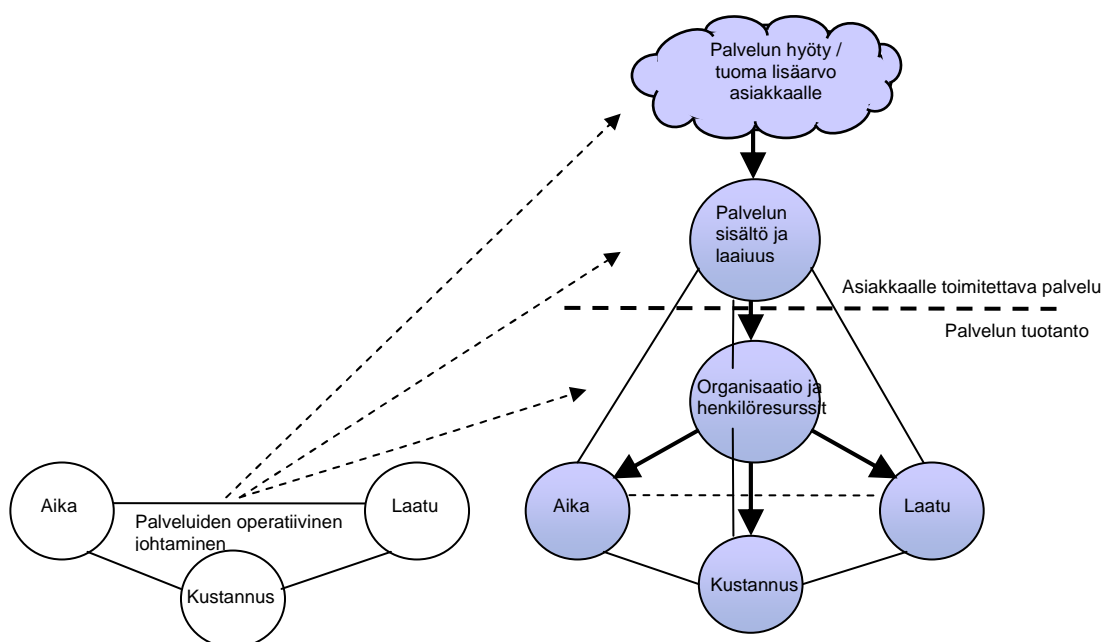 Palvelun hyöty /
tuoma lisäarvo
asiakkaalle
Palvelun
sisältö ja
laajuus
Asiakkaalle toimitettava palvelu
Palvelun tuotanto
Organisaatio ja
henkilöresurssit
Aika
Laatu
Kustannus
Aika
Laatu
Palveluiden operatiivinen
johtaminen
Kustannus